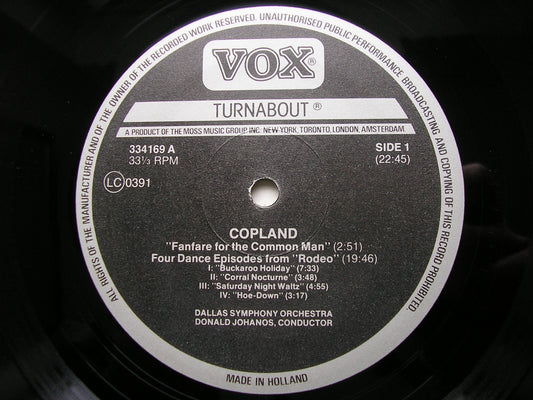 ALL RIGHTS OF THE MANUFACTURER AND OF THE OWNER OF THE RECORDED WORK RESERVED. UNAUTHORISED PUBLIC PERFORMANCE BROADCASTING AND COPYING OF THIS RECORD PROHIBITED.
VOX®
TURNABOUT®
A PRODUCT OF THE MOSS MUSIC GROUP INC. NEW YORK, TORONTO, LONDON, AMSTERDAM
334169 A
SIDE 1
33⅓ RPM
(22:45)
LC 0391
COPLAND
"Fanfare for the Common Man" (2:51)
Four Dance Episodes from "Rodeo" (19:46)
I: "Buckaroo Holiday" (7:33)
II: "Corral Nocturne" (3:48)
III: "Saturday Night Waltz" (4:55)
IV: "Hoe-Down" (3:17)
DALLAS SYMPHONY ORCHESTRA
DONALD JOHANOS, CONDUCTOR
MADE IN HOLLAND